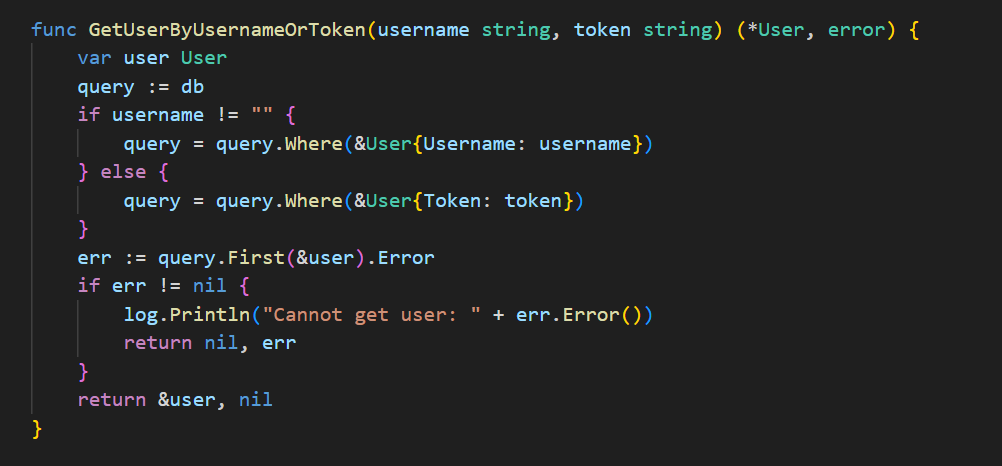 func GetUserByUsernameOrToken(username string, token string) (*User, error) {
    var user User
    query := db
    if username != "" {
        query = query.Where(&User{Username: username})
    } else {
        query = query.Where(&User{Token: token})
    }
    err := query.First(&user).Error
    if err != nil {
        log.Println("Cannot get user: " + err.Error())
        return nil, err
    }
    return &user, nil
}